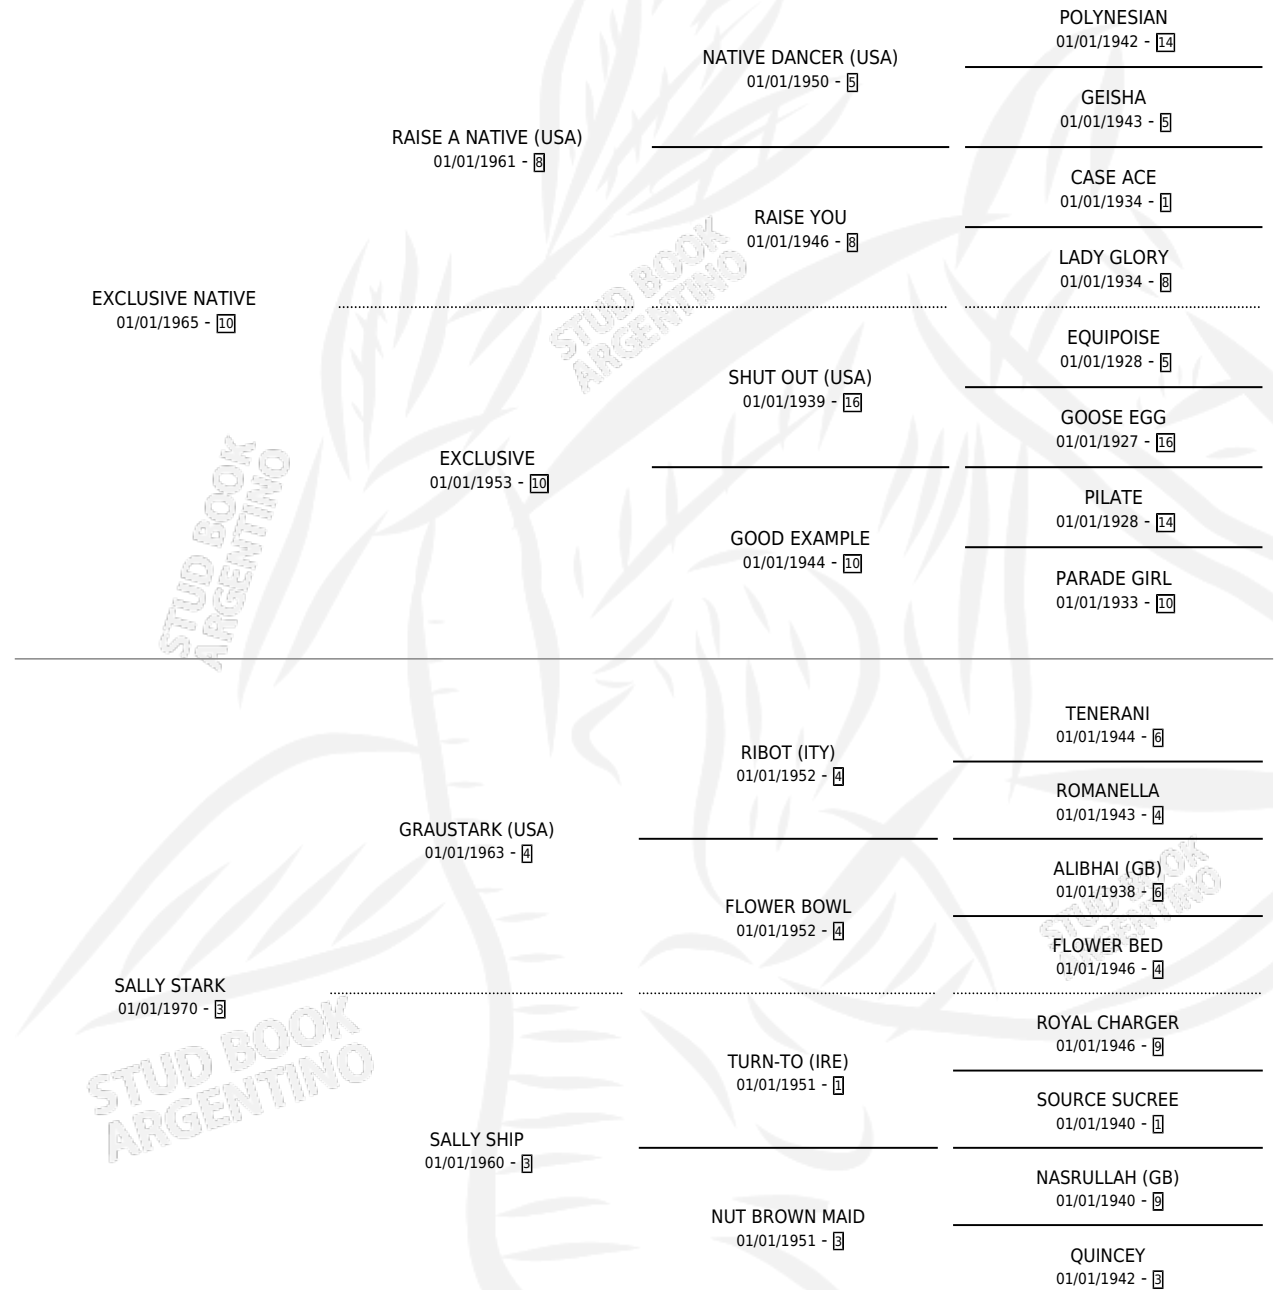 POLYNESIAN
01/01/1942 - 14
NATIVE DANCER (USA)
01/01/1950 - 5
GEISHA
01/01/1943 - 5
RAISE A NATIVE (USA)
01/01/1961 - 8
CASE ACE
01/01/1934 - 1
RAISE YOU
01/01/1946 - 8
LADY GLORY
01/01/1934 - 8
EXCLUSIVE NATIVE
01/01/1965 - 10
STUD BOOK
ARGENTINO
EQUIPOISE
01/01/1928 - 5
SHUT OUT (USA)
01/01/1939 - 16
GOOSE EGG
01/01/1927 - 16
EXCLUSIVE
01/01/1953 - 10
PILATE
01/01/1928 - 14
GOOD EXAMPLE
01/01/1944 - 10
PARADE GIRL
01/01/1933 - 10
STUD BOOK
ARGENTINO
TENERANI
01/01/1944 - 6
RIBOT (ITY)
01/01/1952 - 4
ROMANELLA
01/01/1943 - 4
GRAUSTARK (USA)
01/01/1963 - 4
ALIBHAI (GB)
01/01/1938 - 6
FLOWER BOWL
01/01/1952 - 4
STUD BOOK
ARGENTINO
FLOWER BED
01/01/1946 - 4
SALLY STARK
01/01/1970 - 3
ROYAL CHARGER
01/01/1946 - 9
TURN-TO (IRE)
01/01/1951 - 1
SOURCE SUCREE
01/01/1940 - 1
STUD BOOK
ARGENTINO
SALLY SHIP
01/01/1960 - 3
NASRULLAH (GB)
01/01/1940 - 9
NUT BROWN MAID
01/01/1951 - 3
QUINCEY
01/01/1942 - 3